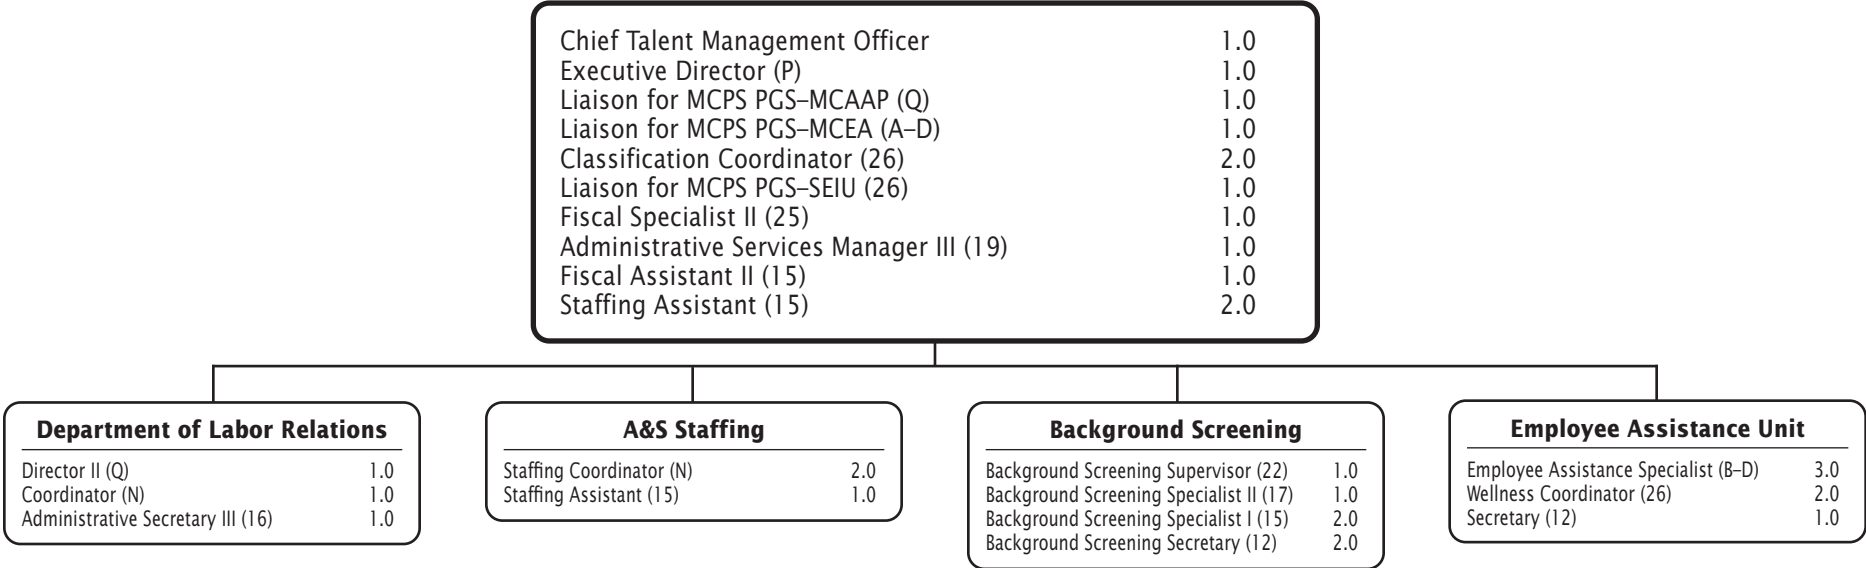 Chief Talent Management Officer 1.0
Executive Director (P) 1.0
Liaison for MCPS PGS–MCAAP (Q) 1.0
Liaison for MCPS PGS–MCEA (A–D) 1.0
Classification Coordinator (26) 2.0
Liaison for MCPS PGS–SEIU (26) 1.0
Fiscal Specialist II (25) 1.0
Administrative Services Manager III (19) 1.0
Fiscal Assistant II (15) 1.0
Staffing Assistant (15) 2.0
Department of Labor Relations
Director II (Q) 1.0
Coordinator (N) 1.0
Administrative Secretary III (16) 1.0
A&S Staffing
Staffing Coordinator (N) 2.0
Staffing Assistant (15) 1.0
Background Screening
Background Screening Supervisor (22) 1.0
Background Screening Specialist II (17) 1.0
Background Screening Specialist I (15) 2.0
Background Screening Secretary (12) 2.0
Employee Assistance Unit
Employee Assistance Specialist (B–D) 3.0
Wellness Coordinator (26) 2.0
Secretary (12) 1.0